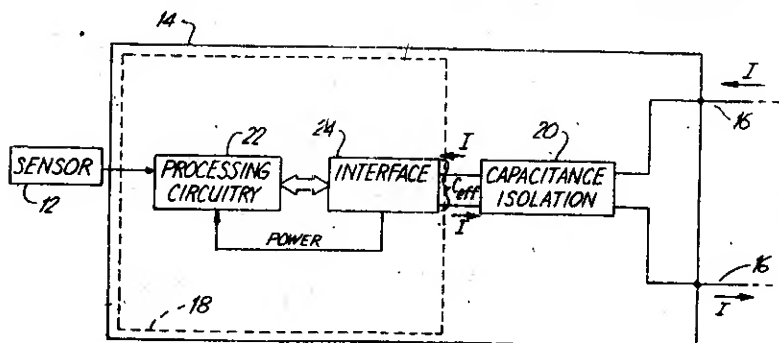 14
I
22
24
20
16
I
SENSOR
PROCESSING
CIRCUITRY
INTERFACE
Ceff
CAPACITANCE
ISOLATION
12
I
POWER
16
I
18